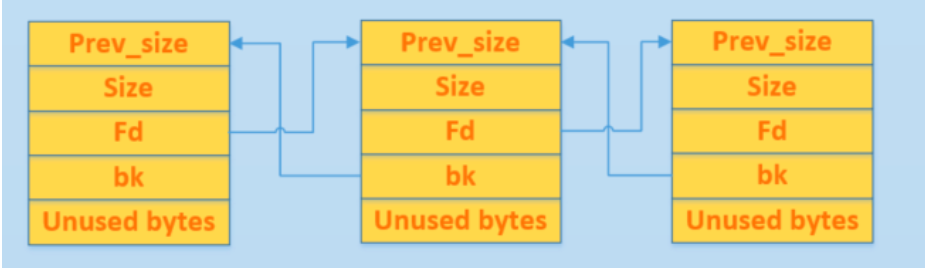 Prev_size
Size
Fd
bk
Unused bytes
Prev_size
Size
Fd
bk
Unused bytes
Prev_size
Size
Fd
bk
Unused bytes